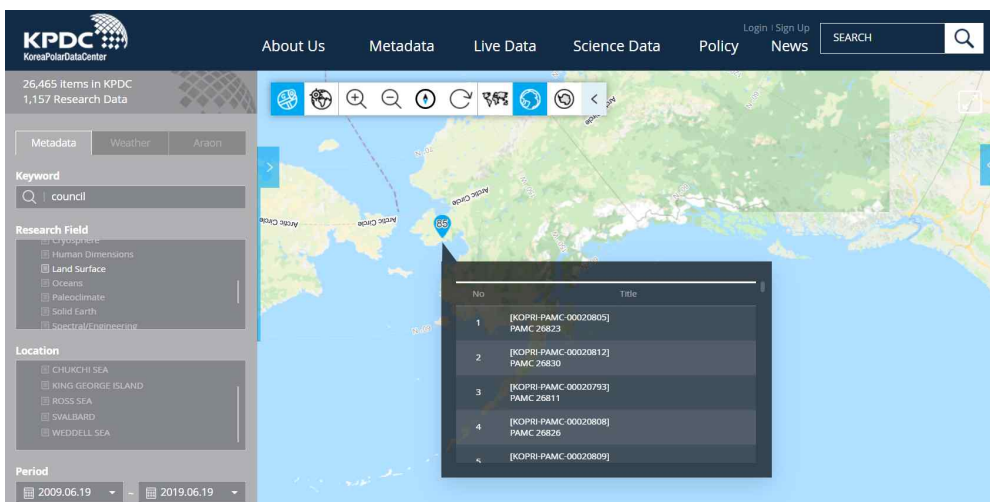 KPDC
KoreaPolarDataCenter
About Us
Metadata
Live Data
Science Data
Policy
News
Login | Sign Up
SEARCH
26,465 items in KPDC
1,157 Research Data
Metadata
Weather
Araon
Keyword
council
Research Field
Cryosphere
Human Dimensions
Land Surface
Oceans
Paleoclimate
Solid Earth
Spectral/Engineering
Location
CHUKCHI SEA
KING GEORGE ISLAND
ROSS SEA
SVALBARD
WEDDELL SEA
Period
2009.06.19 – 2019.06.19
Arctic Circle
Arctic Circle
Arctic Circle
65
No Title
1 [KOPRI-PAMC-00020805]
PAMC 26823
2 [KOPRI-PAMC-00020812]
PAMC 26830
3 [KOPRI-PAMC-00020793]
PAMC 26811
4 [KOPRI-PAMC-00020808]
PAMC 26826
5 [KOPRI-PAMC-00020809]